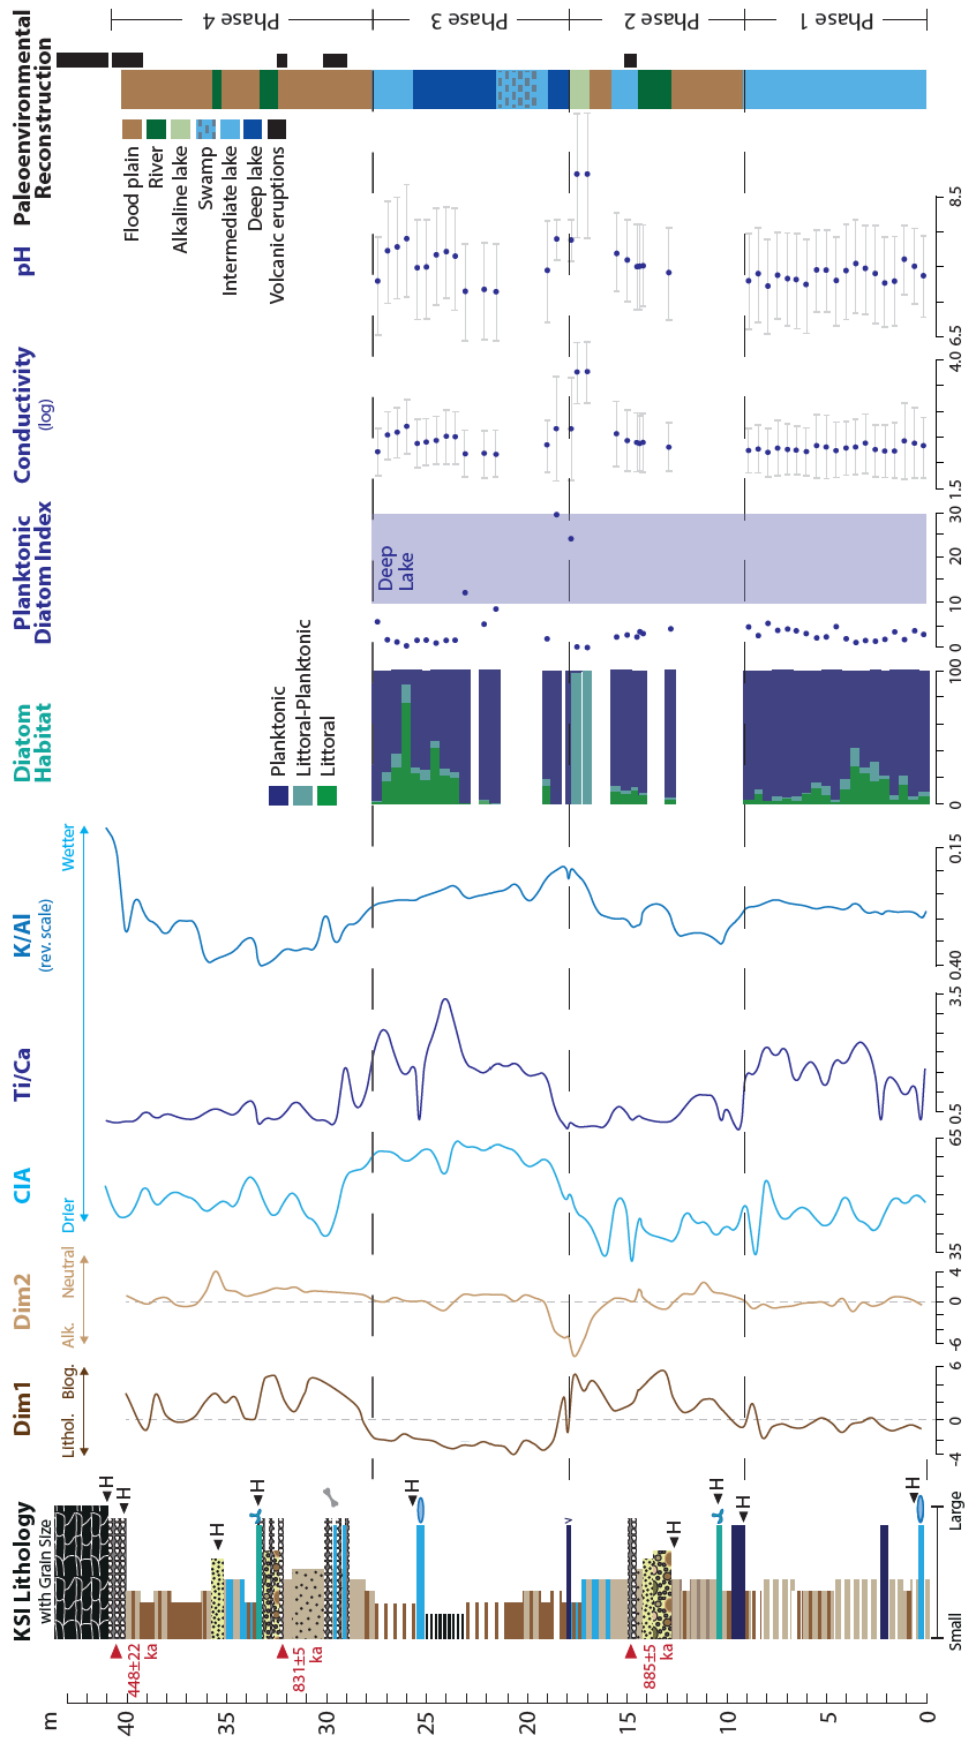 KSI Lithology
with Grain Size
Dim1
Lithol. Biog.
Dim2
Alk. Neutral
CIA
Drier
Ti/Ca
K/Al
(rev. scale)
Wetter
Diatom
Habitat
Planktonic
Diatom Index
Conductivity
(log)
pH
Paleoenvironmental
Reconstruction
m
40
35
30
25
20
15
10
5
0
448±22
ka
831±5
ka
885±5
ka
H
H
H
H
H
H
H
H
H
v
Small
Large
-4
0
6
-6
0
4
35
65
0.5
3.5
0.40
0.15
0
100
0
10
20
30
1.5
4.0
6.5
8.5
Planktonic
Littoral-Planktonic
Littoral
Deep
Lake
Flood plain
River
Alkaline lake
Swamp
Intermediate lake
Deep lake
Volcanic eruptions
Phase 4
Phase 3
Phase 2
Phase 1